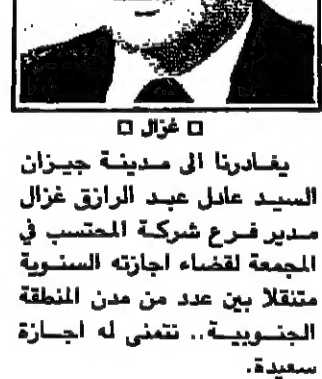 □ غزال □
يغادرنا الى مدينة جيزان
السيد عادل عبد الرازق غزال
مدير فرع شركة المحتسب في
المجمعة لقضاء اجازته السنوية
متنقلا بين عدد من مدن المنطقة
الجنوبية.. نتمنى له اجازة
سعيدة.